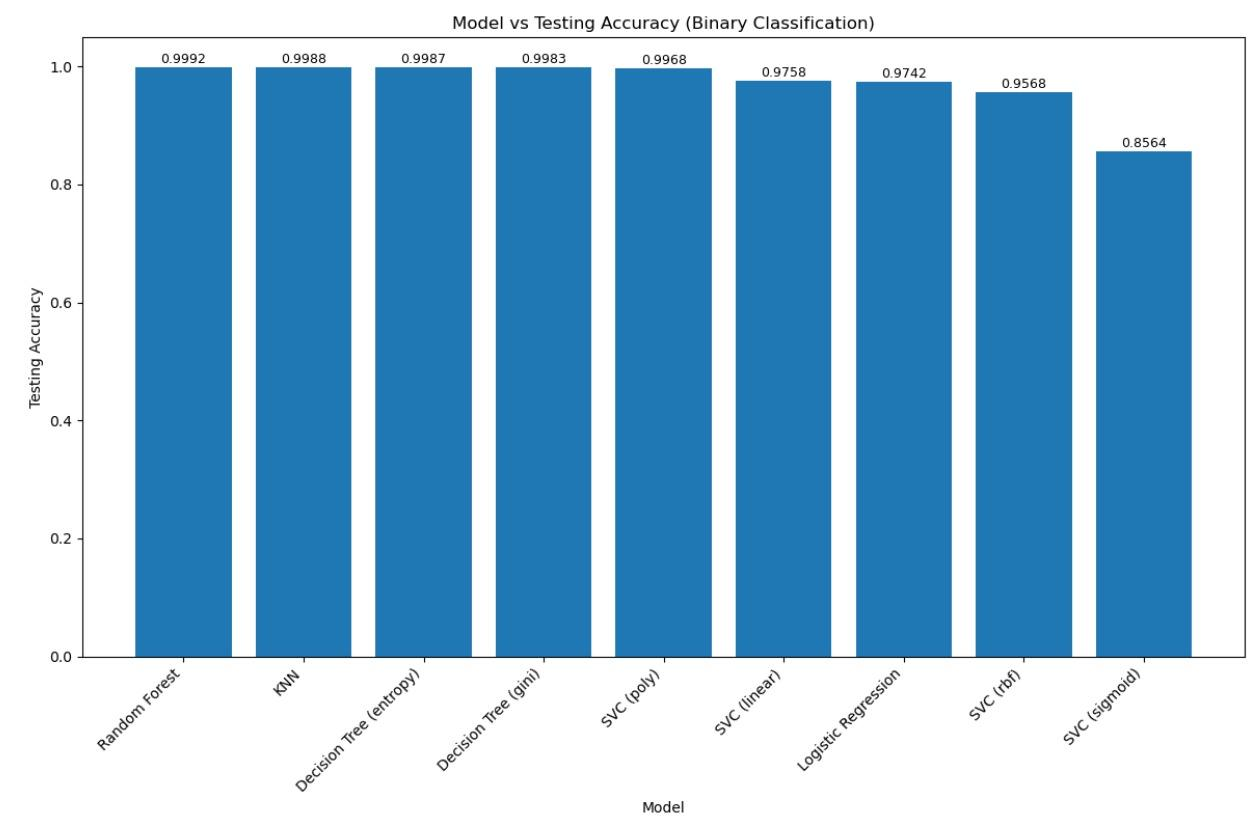 Model vs Testing Accuracy (Binary Classification)
0.9992
0.9988
0.9987
0.9983
0.9968
0.9758
0.9742
0.9568
0.8564
1.0
0.8
0.6
0.4
0.2
0.0
Testing Accuracy
Random Forest
KNN
Decision Tree (entropy)
Decision Tree (gini)
SVC (poly)
SVC (linear)
Logistic Regression
SVC (rbf)
SVC (sigmoid)
Model